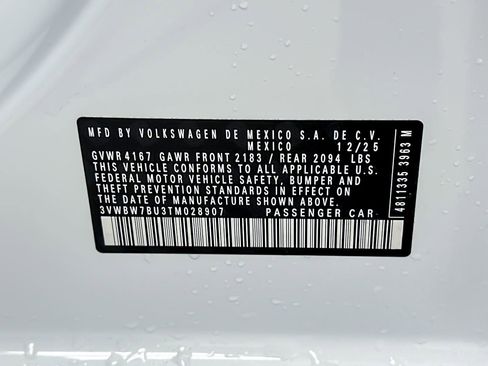 MFD BY VOLKSWAGEN DE MEXICO S.A. DE C.V.
MEXICO 12/25
GVWR 4167 GAWR FRONT 2183 / REAR 2094 LBS
THIS VEHICLE CONFORMS TO ALL APPLICABLE U.S.
FEDERAL MOTOR VEHICLE SAFETY, BUMPER AND
THEFT PREVENTION STANDARDS IN EFFECT ON
THE DATE OF MANUFACTURE SHOWN ABOVE.
3VWBW7BU3TM028907 PASSENGER CAR
4811335 3963 M